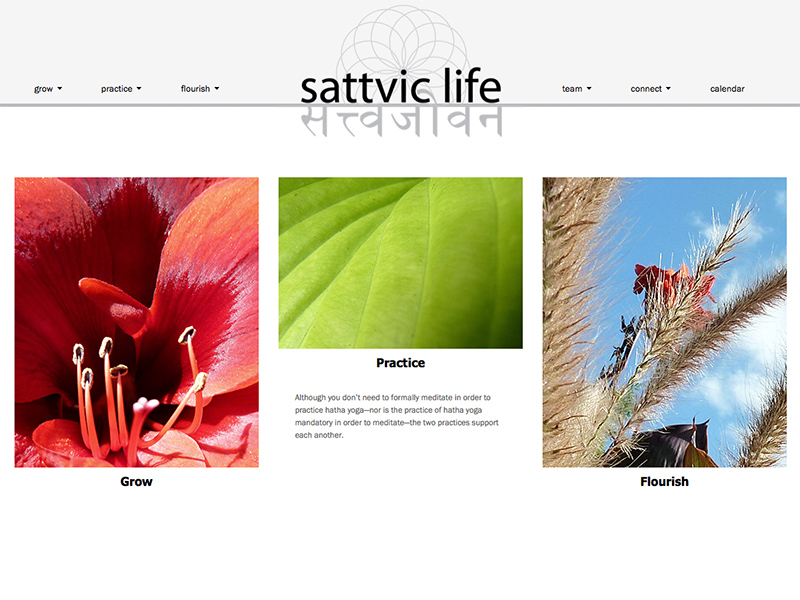 grow practice flourish sattvic life team connect calendar
सत्त्वजीवन
Practice
Although you don't need to formally meditate in order to
practice hatha yoga—nor is the practice of hatha yoga
mandatory in order to meditate—the two practices support
each another.
Grow Flourish